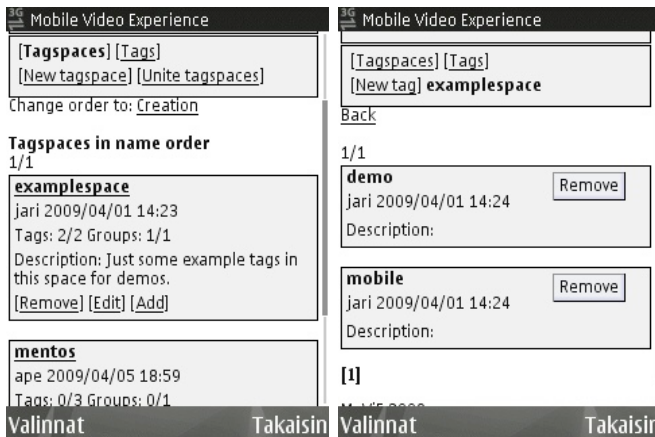 3G Mobile Video Experience
[Tagspaces] [Tags]
[New tagspace] [Unite tagspaces]
Change order to: Creation
Tagspaces in name order
1/1
examplespace
jari 2009/04/01 14:23
Tags: 2/2 Groups: 1/1
Description: Just some example tags in
this space for demos.
[Remove] [Edit] [Add]
mentos
ape 2009/04/05 18:59
Tags: 0/3 Groups: 0/1
Valinnat Takaisin
3G Mobile Video Experience
[Tagspaces] [Tags]
[New tag] examplespace
Back
1/1
demo Remove
jari 2009/04/01 14:24
Description:
mobile Remove
jari 2009/04/01 14:24
Description:
[1]
Valinnat Takaisin